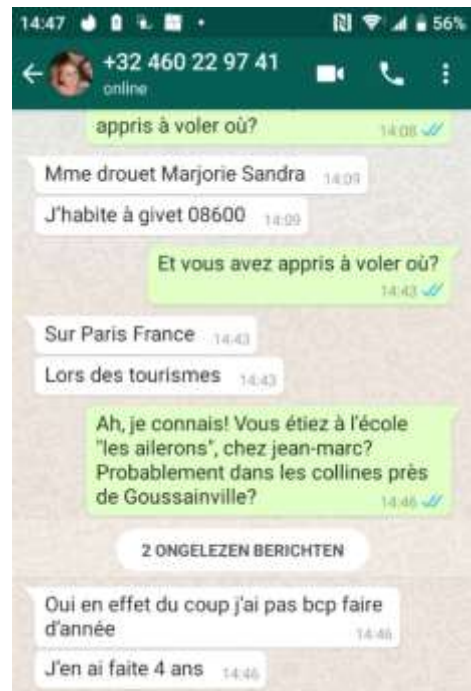 14:47
56%
+32 460 22 97 41
online
appris à voler où?
14:08
Mme drouet Marjorie Sandra
14:09
J'habite à givet 08600
14:09
Et vous avez appris à voler où?
14:43
Sur Paris France
14:43
Lors des tourismes
14:43
Ah, je connais! Vous étiez à l'école
"les ailerons", chez jean-marc?
Probablement dans les collines près
de Goussainville?
14:46
2 ONGELEZEN BERICHTEN
Oui en effet du coup j'ai pas bcp faire
d'année
14:46
J'en ai faite 4 ans
14:46